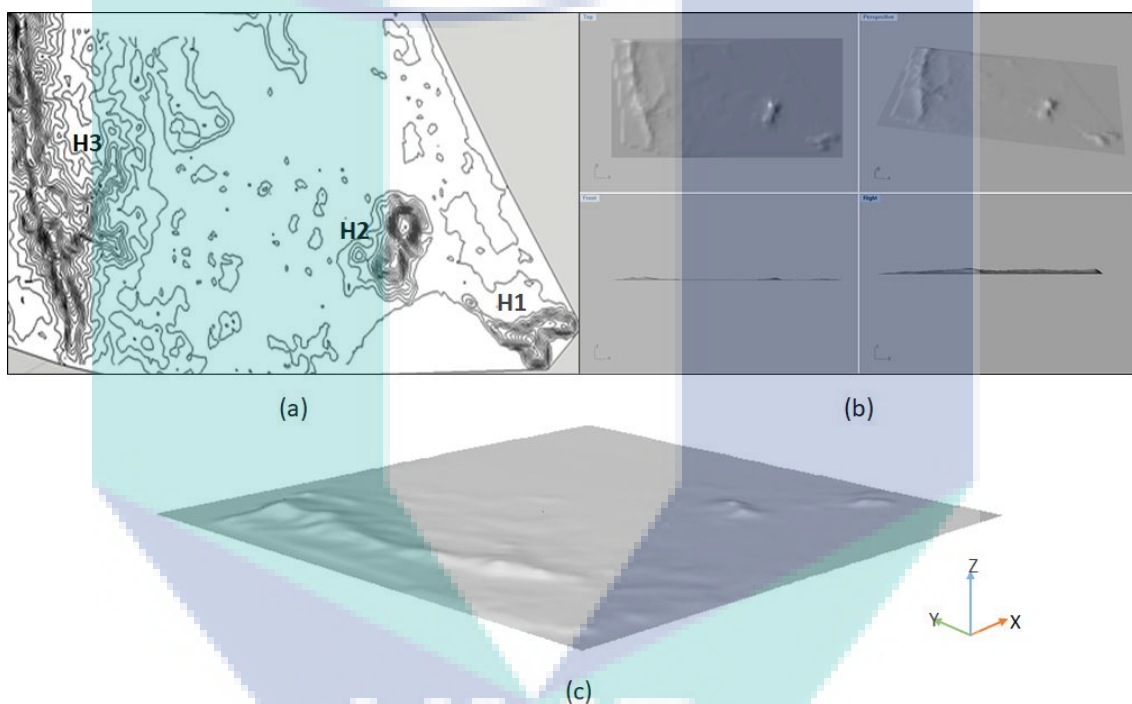 Top
Perspective
H3
H2
H1
Front
Right
(a)
(b)
Z
Y
X
(c)